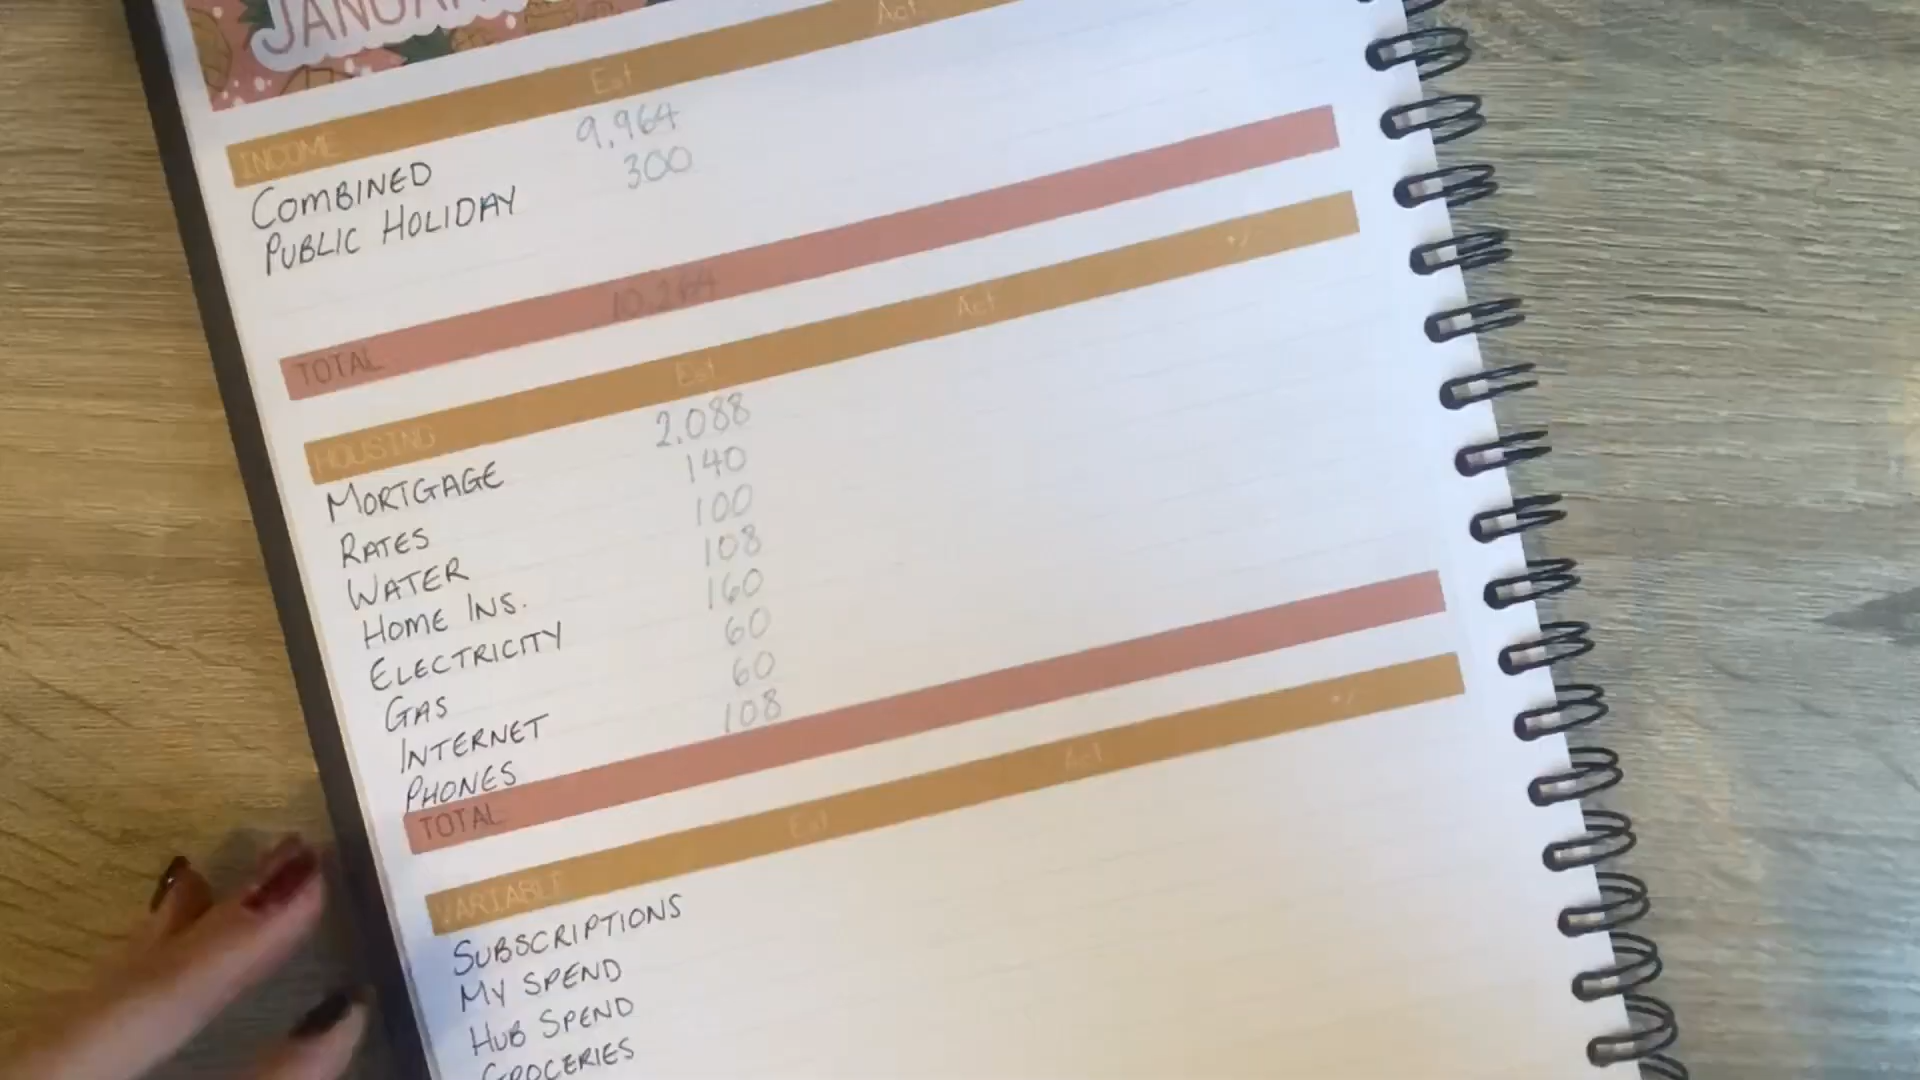 JANUA
Est Act
INCOME
COMBINED 9,964
PUBLIC HOLIDAY 300
TOTAL 10,264
HOUSING Est Act +/-
MORTGAGE 2,088
RATES 140
WATER 100
HOME INS. 108
ELECTRICITY 160
GAS 60
INTERNET 60
PHONES 108
TOTAL
VARIABLE Est Act +/-
SUBSCRIPTIONS
MY SPEND
HUB SPEND
GROCERIES